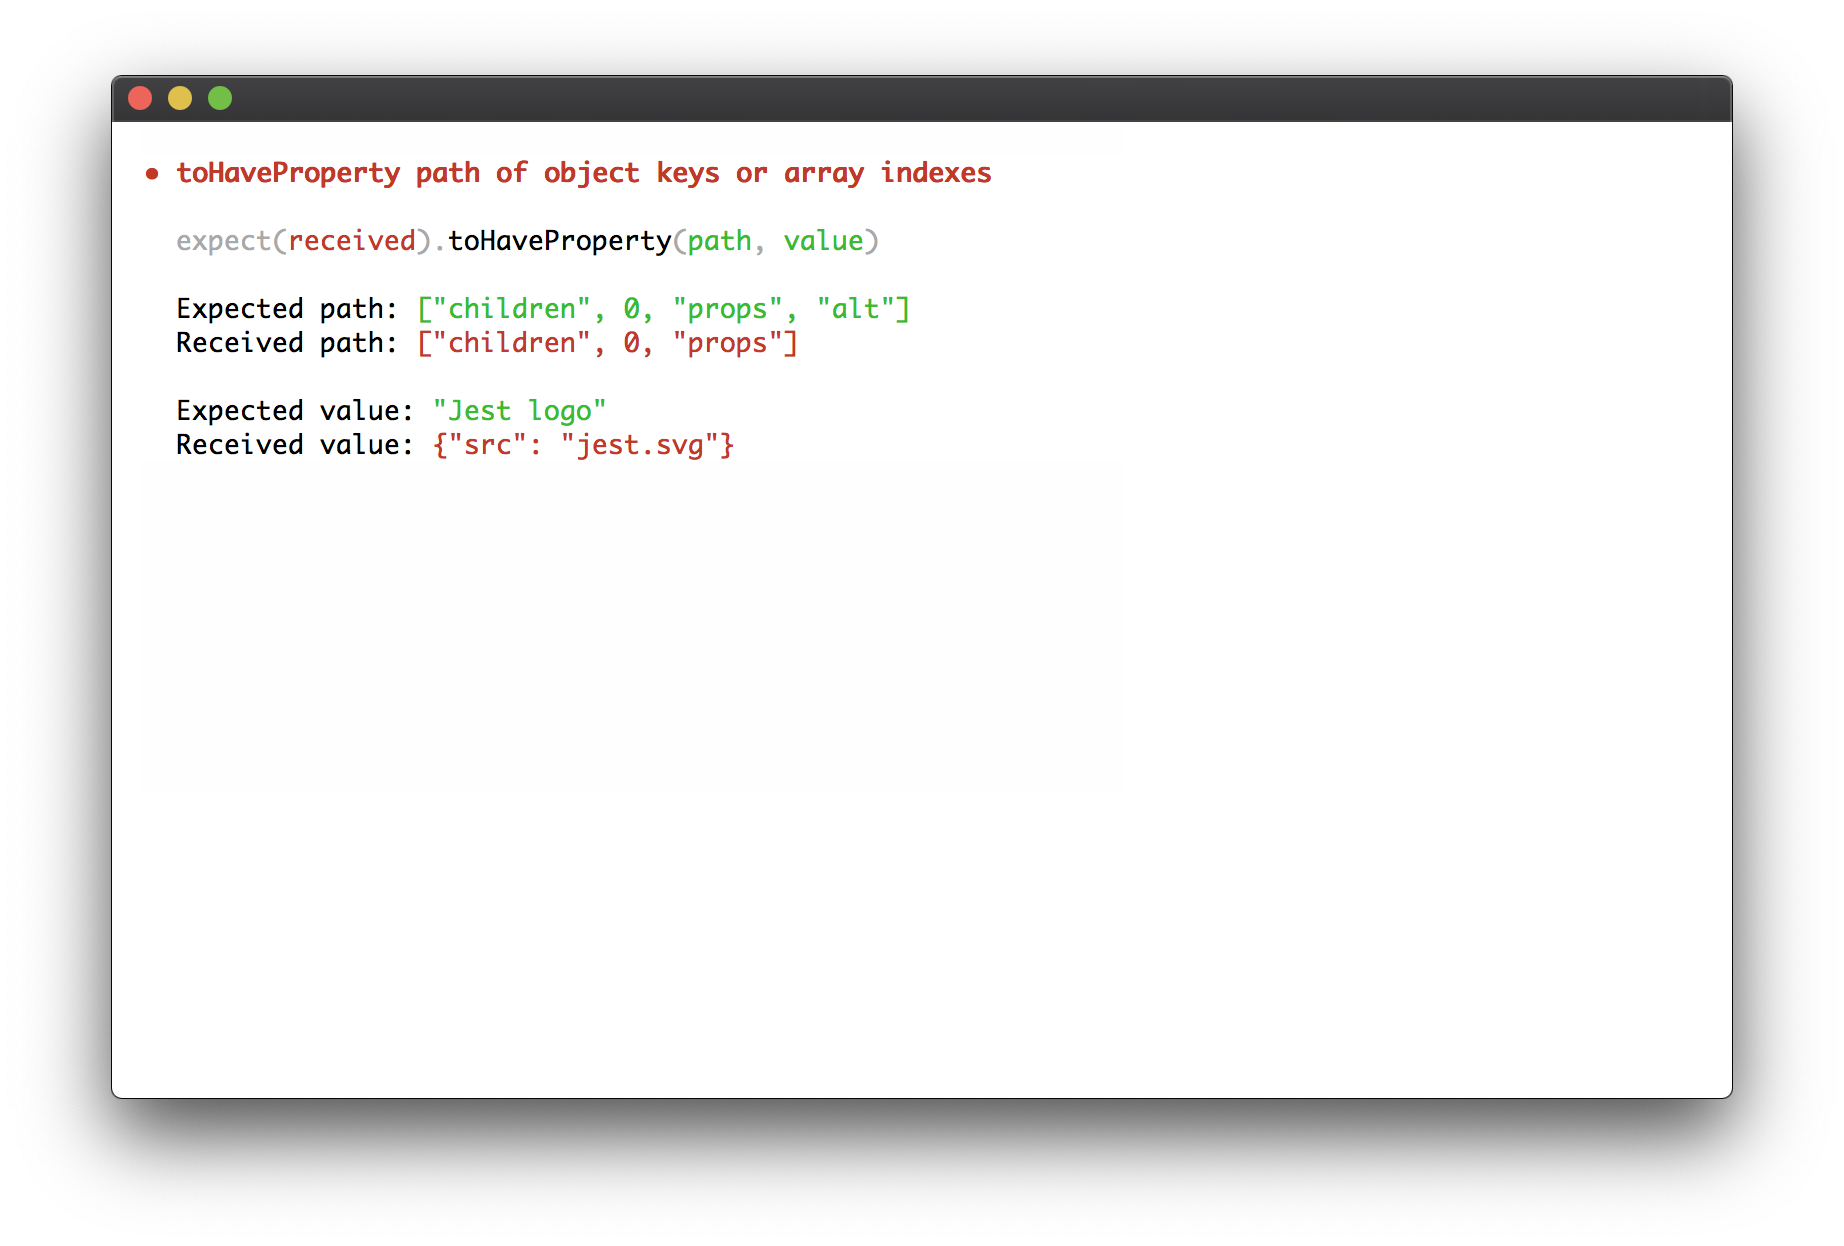 • toHaveProperty path of object keys or array indexes
expect(received).toHaveProperty(path, value)
Expected path: ["children", 0, "props", "alt"]
Received path: ["children", 0, "props"]
Expected value: "Jest logo"
Received value: {"src": "jest.svg"}